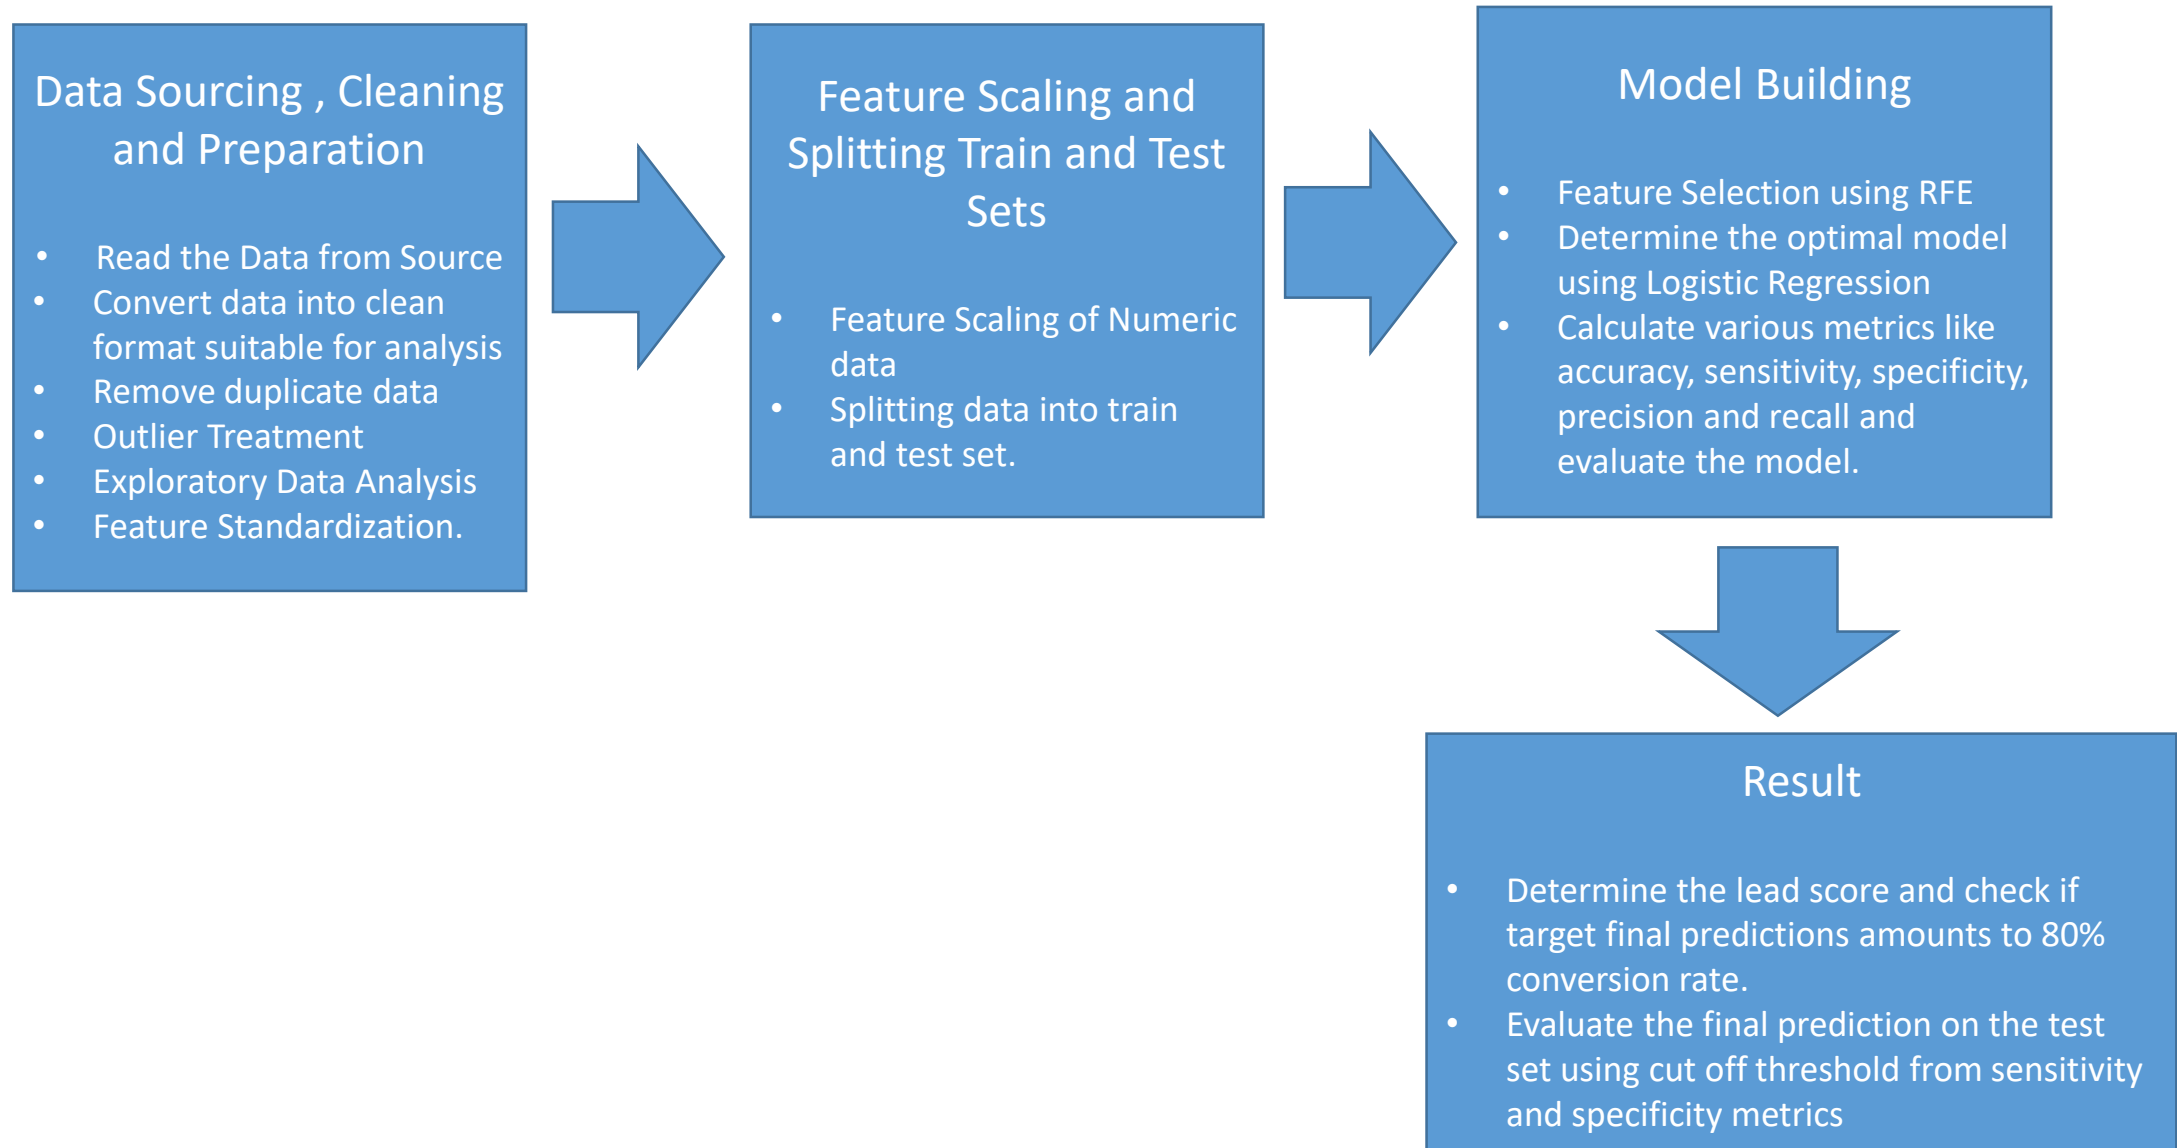 Data Sourcing , Cleaning
and Preparation
• Read the Data from Source
• Convert data into clean
format suitable for analysis
• Remove duplicate data
• Outlier Treatment
• Exploratory Data Analysis
• Feature Standardization.
Feature Scaling and
Splitting Train and Test
Sets
• Feature Scaling of Numeric
data
• Splitting data into train
and test set.
Model Building
• Feature Selection using RFE
• Determine the optimal model
using Logistic Regression
• Calculate various metrics like
accuracy, sensitivity, specificity,
precision and recall and
evaluate the model.
Result
• Determine the lead score and check if
target final predictions amounts to 80%
conversion rate.
• Evaluate the final prediction on the test
set using cut off threshold from sensitivity
and specificity metrics